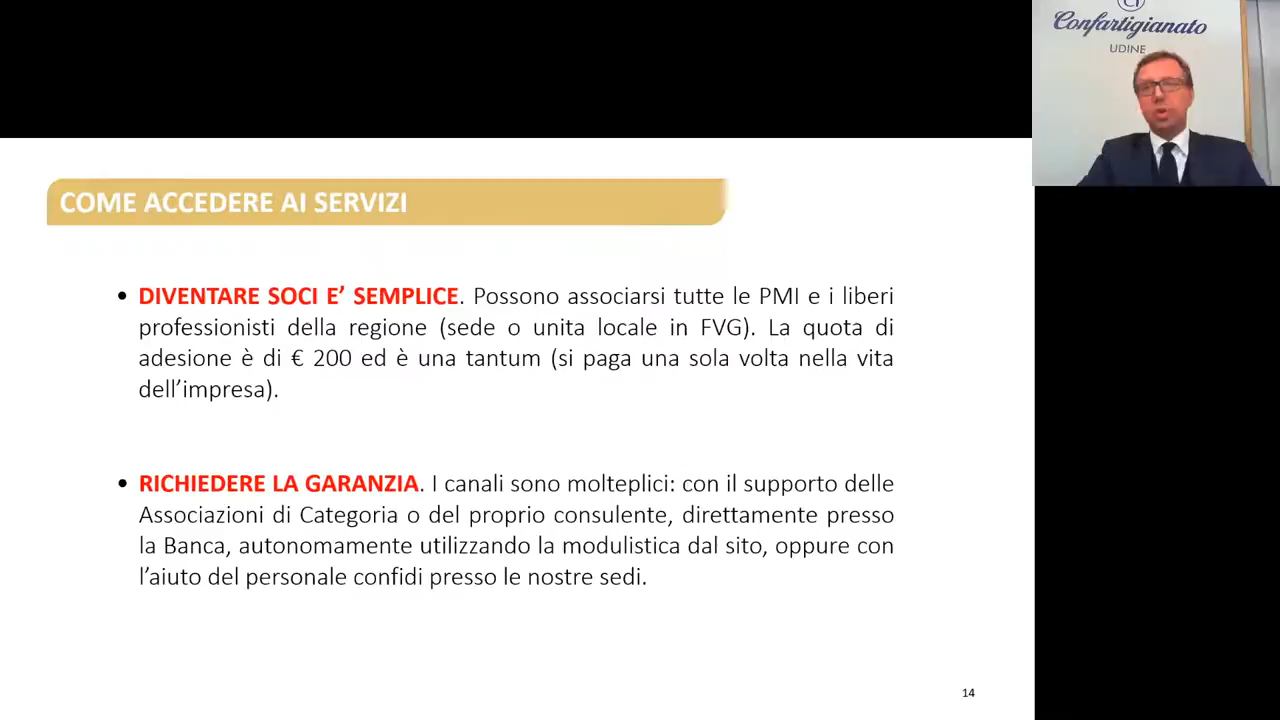 Confartigianato
UDINE
COME ACCEDERE AI SERVIZI
• DIVENTARE SOCI E’ SEMPLICE. Possono associarsi tutte le PMI e i liberi
professionisti della regione (sede o unita locale in FVG). La quota di
adesione è di € 200 ed è una tantum (si paga una sola volta nella vita
dell’impresa).
• RICHIEDERE LA GARANZIA. I canali sono molteplici: con il supporto delle
Associazioni di Categoria o del proprio consulente, direttamente presso
la Banca, autonomamente utilizzando la modulistica dal sito, oppure con
l’aiuto del personale confidi presso le nostre sedi.
14